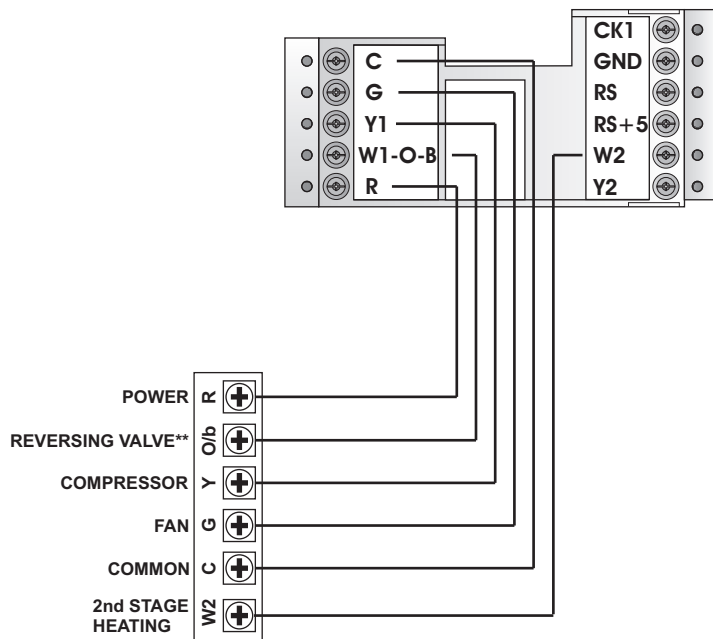 C
G
Y1
W1-O-B
R
CK1
GND
RS
RS+5
W2
Y2
POWER R
REVERSING VALVE** O/b
COMPRESSOR Y
FAN G
COMMON C
2nd STAGE
HEATING W2